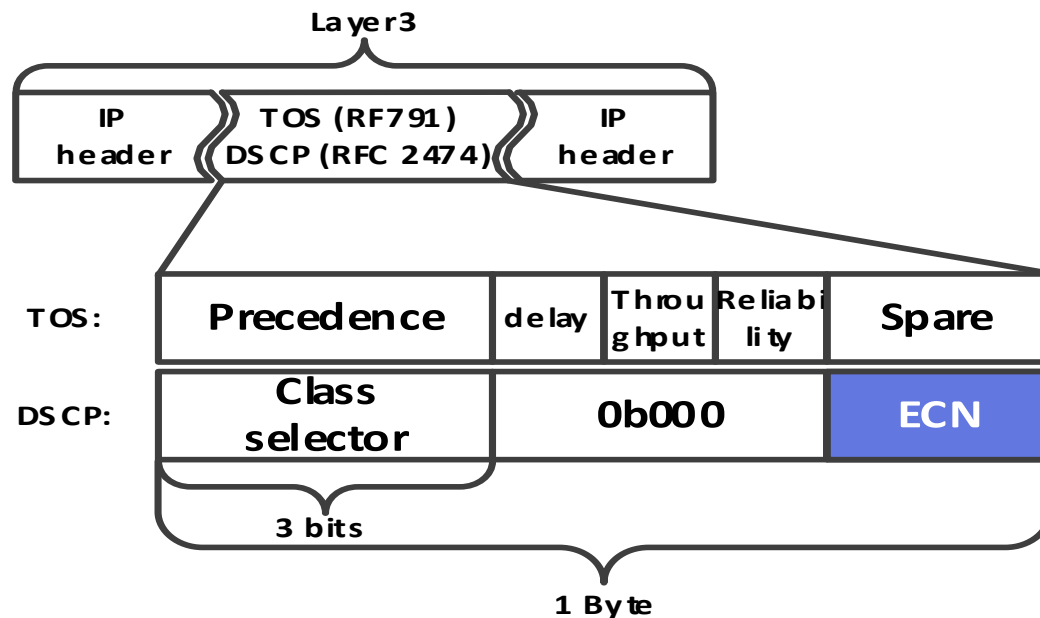 Layer3
IP
header
TOS (RF791)
DSCP (RFC 2474)
IP
header
TOS:
Precedence
delay
Throu
ghput
Reliabi
lity
Spare
DSCP:
Class
selector
0b000
ECN
3 bits
1 Byte